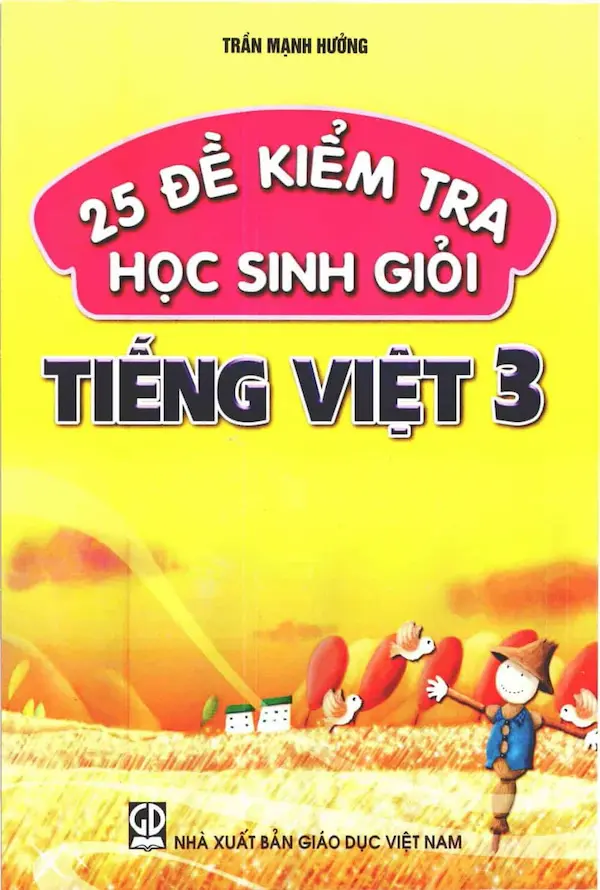 TRẦN MẠNH HƯỞNG
25 ĐỀ KIỂM TRA
HỌC SINH GIỎI
TIẾNG VIỆT 3
GD
NHÀ XUẤT BẢN GIÁO DỤC VIỆT NAM